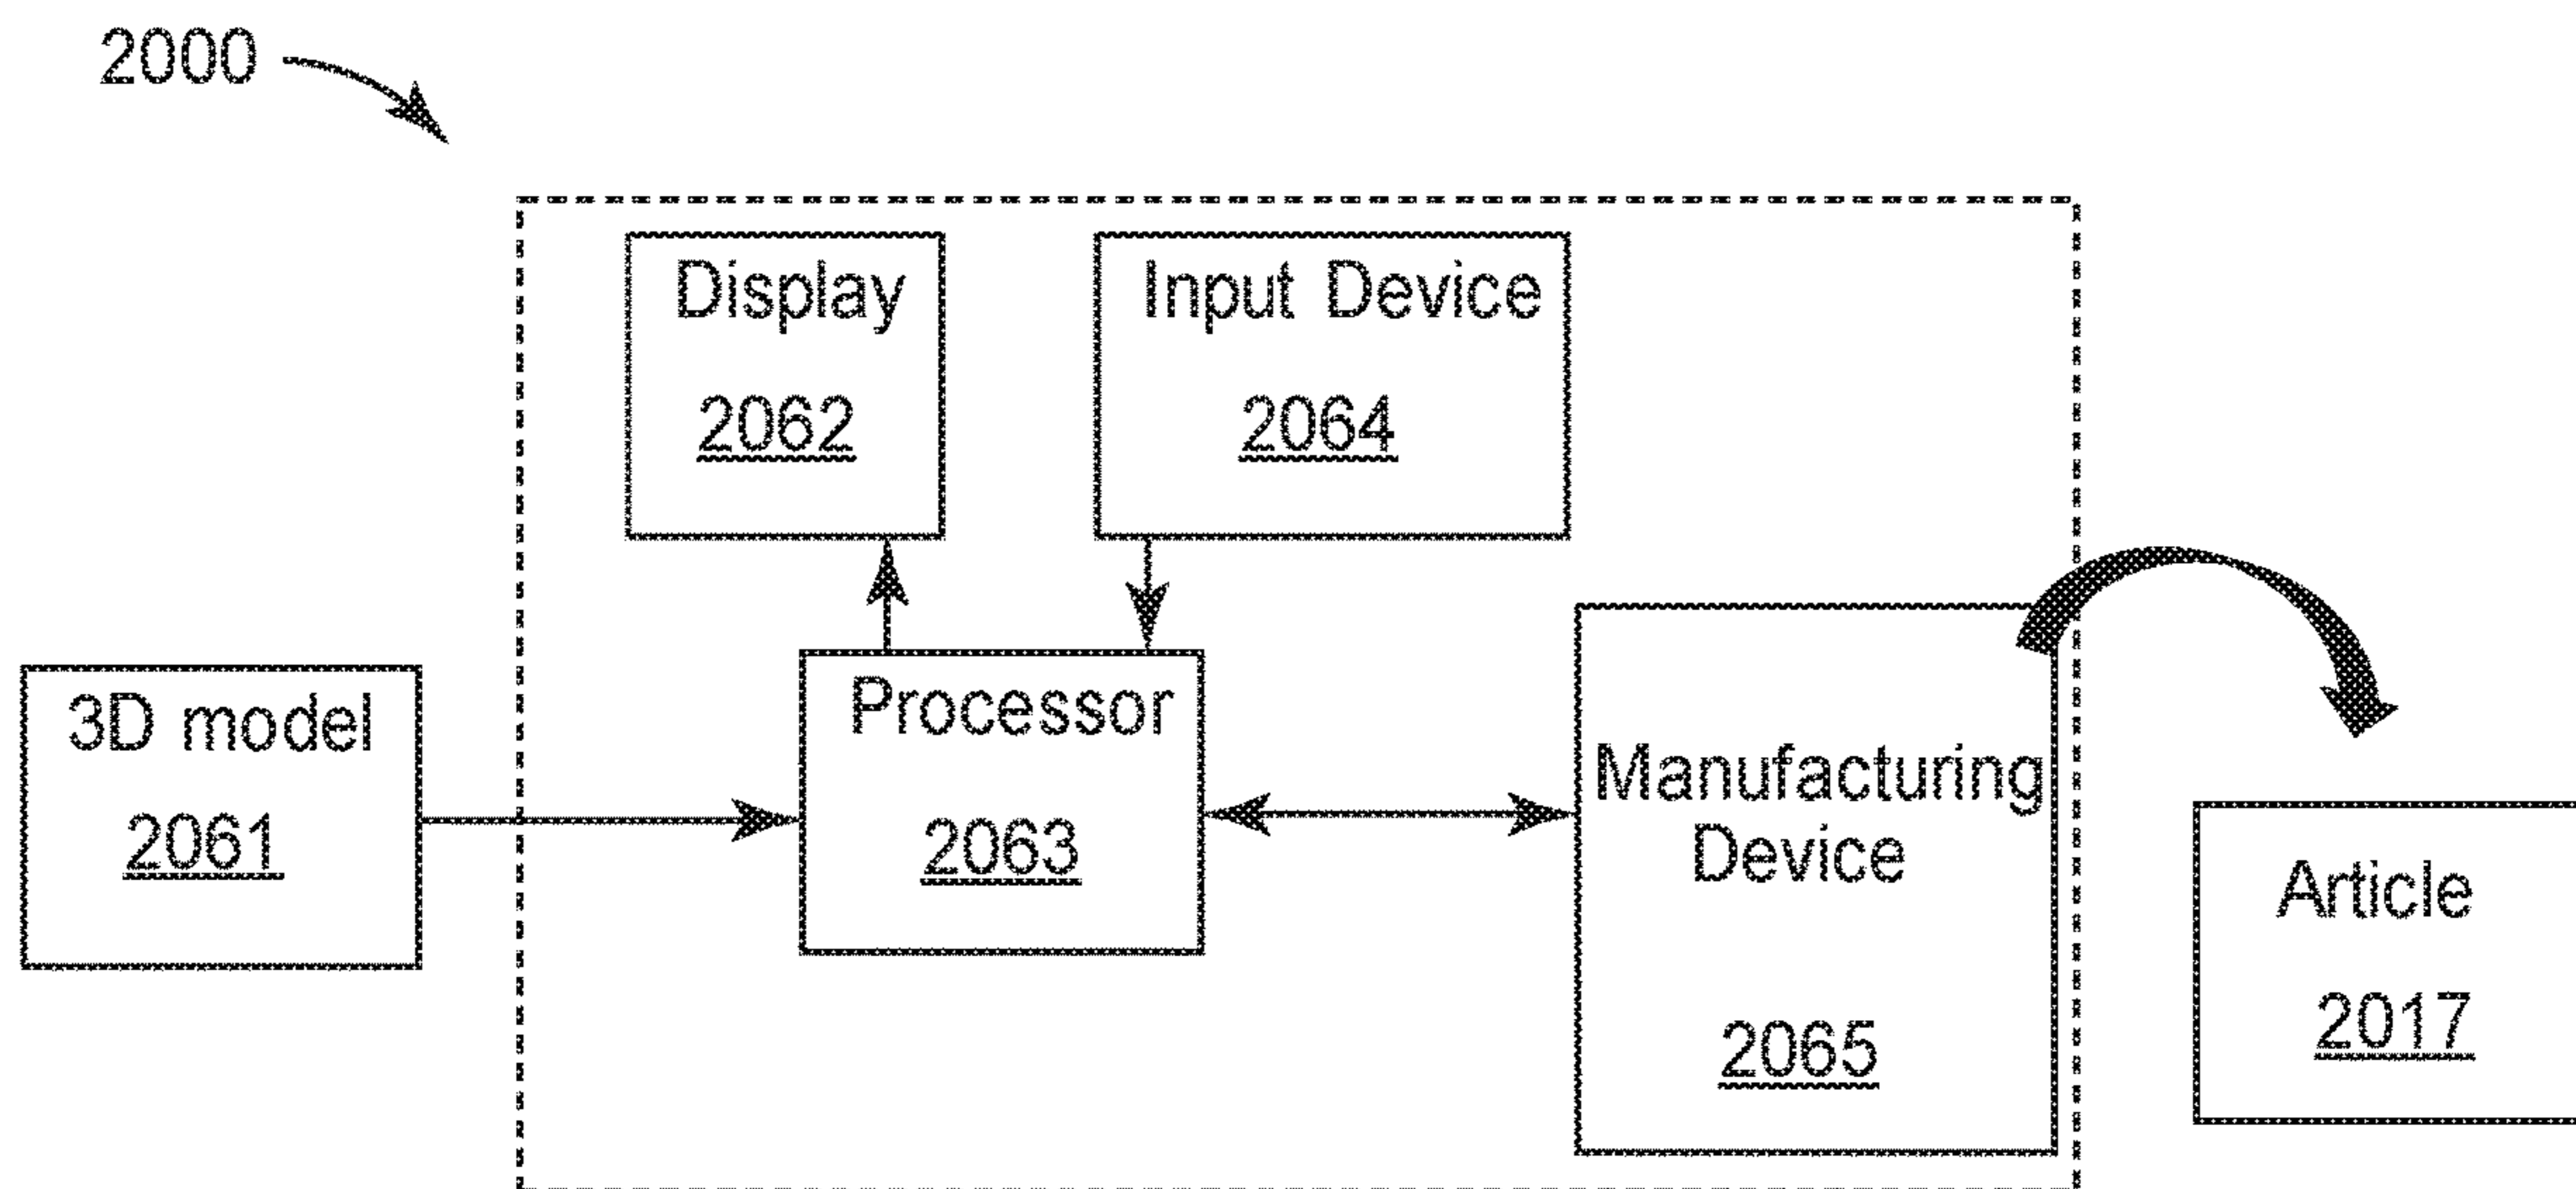 2000
Display
2062
Input Device
2064
3D model
2061
Processor
2063
Manufacturing
Device
2065
Article
2017